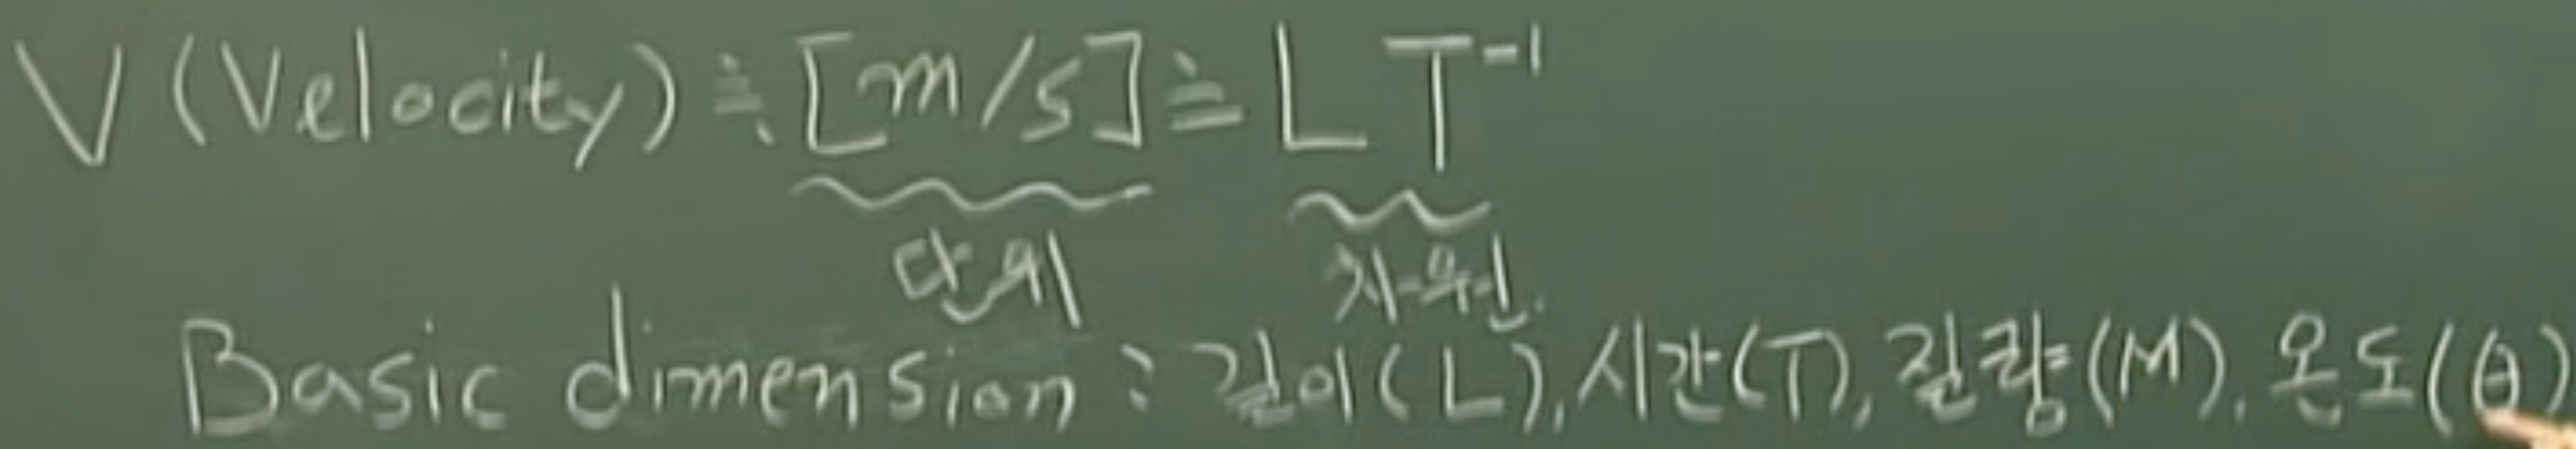 V (Velocity) ≐ [m/s] ≐ LT⁻¹
단위 차원.
Basic dimension : 길이(L), 시간(T), 질량(M), 온도(θ)